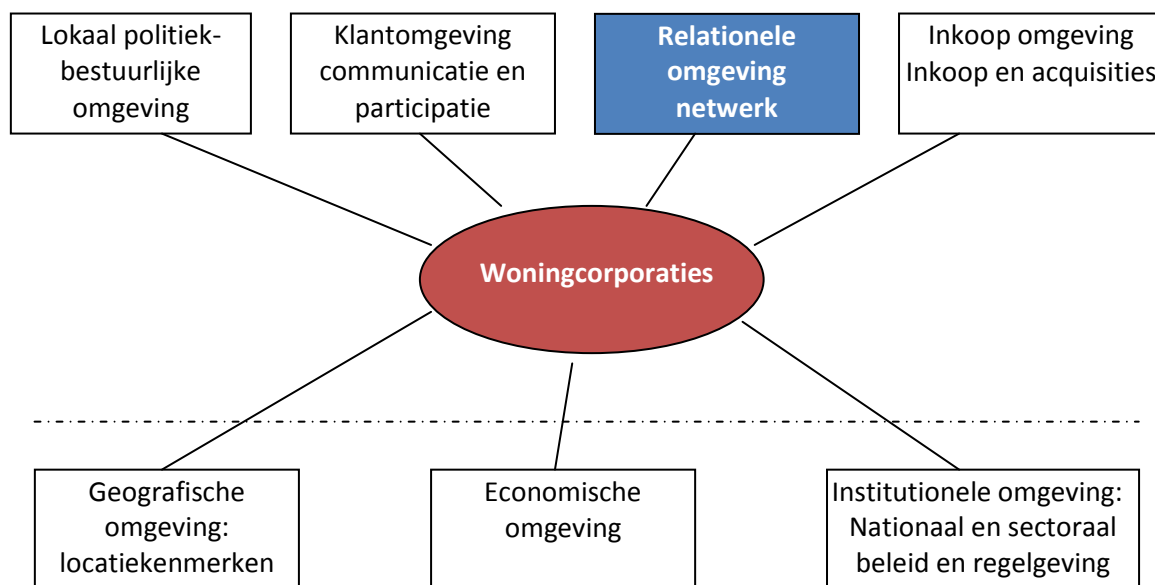 Lokaal politiek-
bestuurlijke
omgeving
Klantomgeving
communicatie en
participatie
Relationele
omgeving
netwerk
Inkoop omgeving
Inkoop en acquisities
Woningcorporaties
Geografische
omgeving:
locatiekenmerken
Economische
omgeving
Institutionele omgeving:
Nationaal en sectoraal
beleid en regelgeving